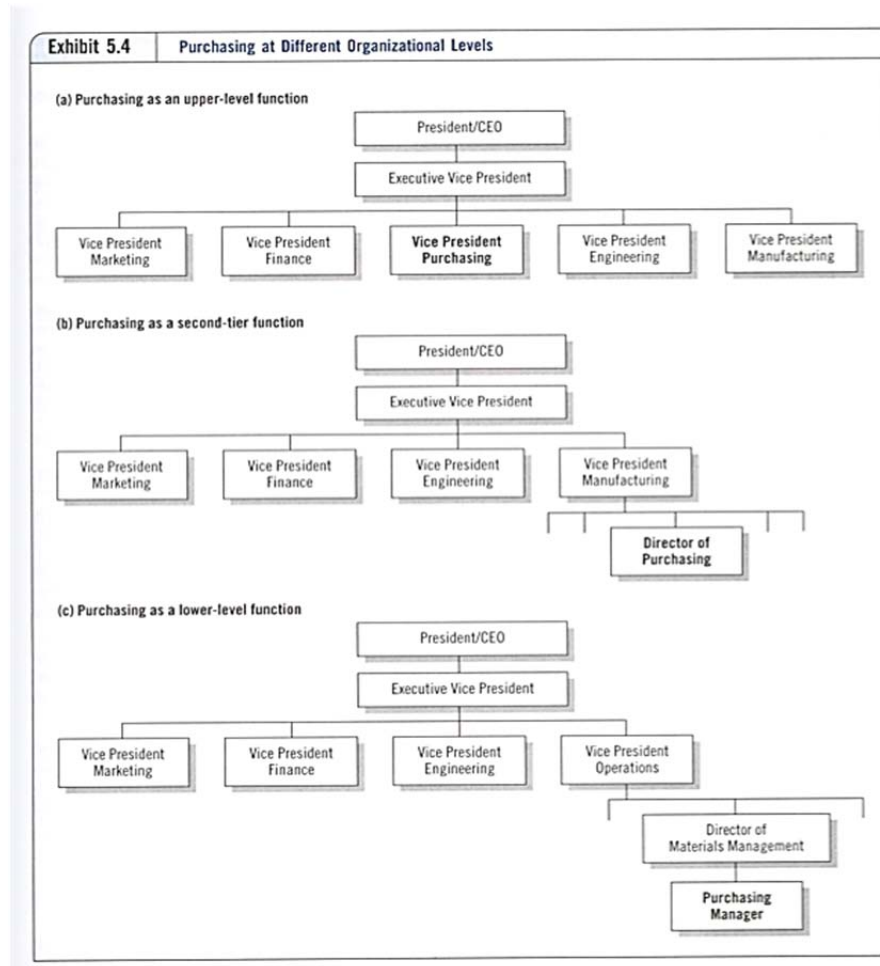 Exhibit 5.4
Purchasing at Different Organizational Levels
(a) Purchasing as an upper-level function
President/CEO
Executive Vice President
Vice President
Marketing
Vice President
Finance
Vice President
Purchasing
Vice President
Engineering
Vice President
Manufacturing
(b) Purchasing as a second-tier function
President/CEO
Executive Vice President
Vice President
Marketing
Vice President
Finance
Vice President
Engineering
Vice President
Manufacturing
Director of
Purchasing
(c) Purchasing as a lower-level function
President/CEO
Executive Vice President
Vice President
Marketing
Vice President
Finance
Vice President
Engineering
Vice President
Operations
Director of
Materials Management
Purchasing
Manager